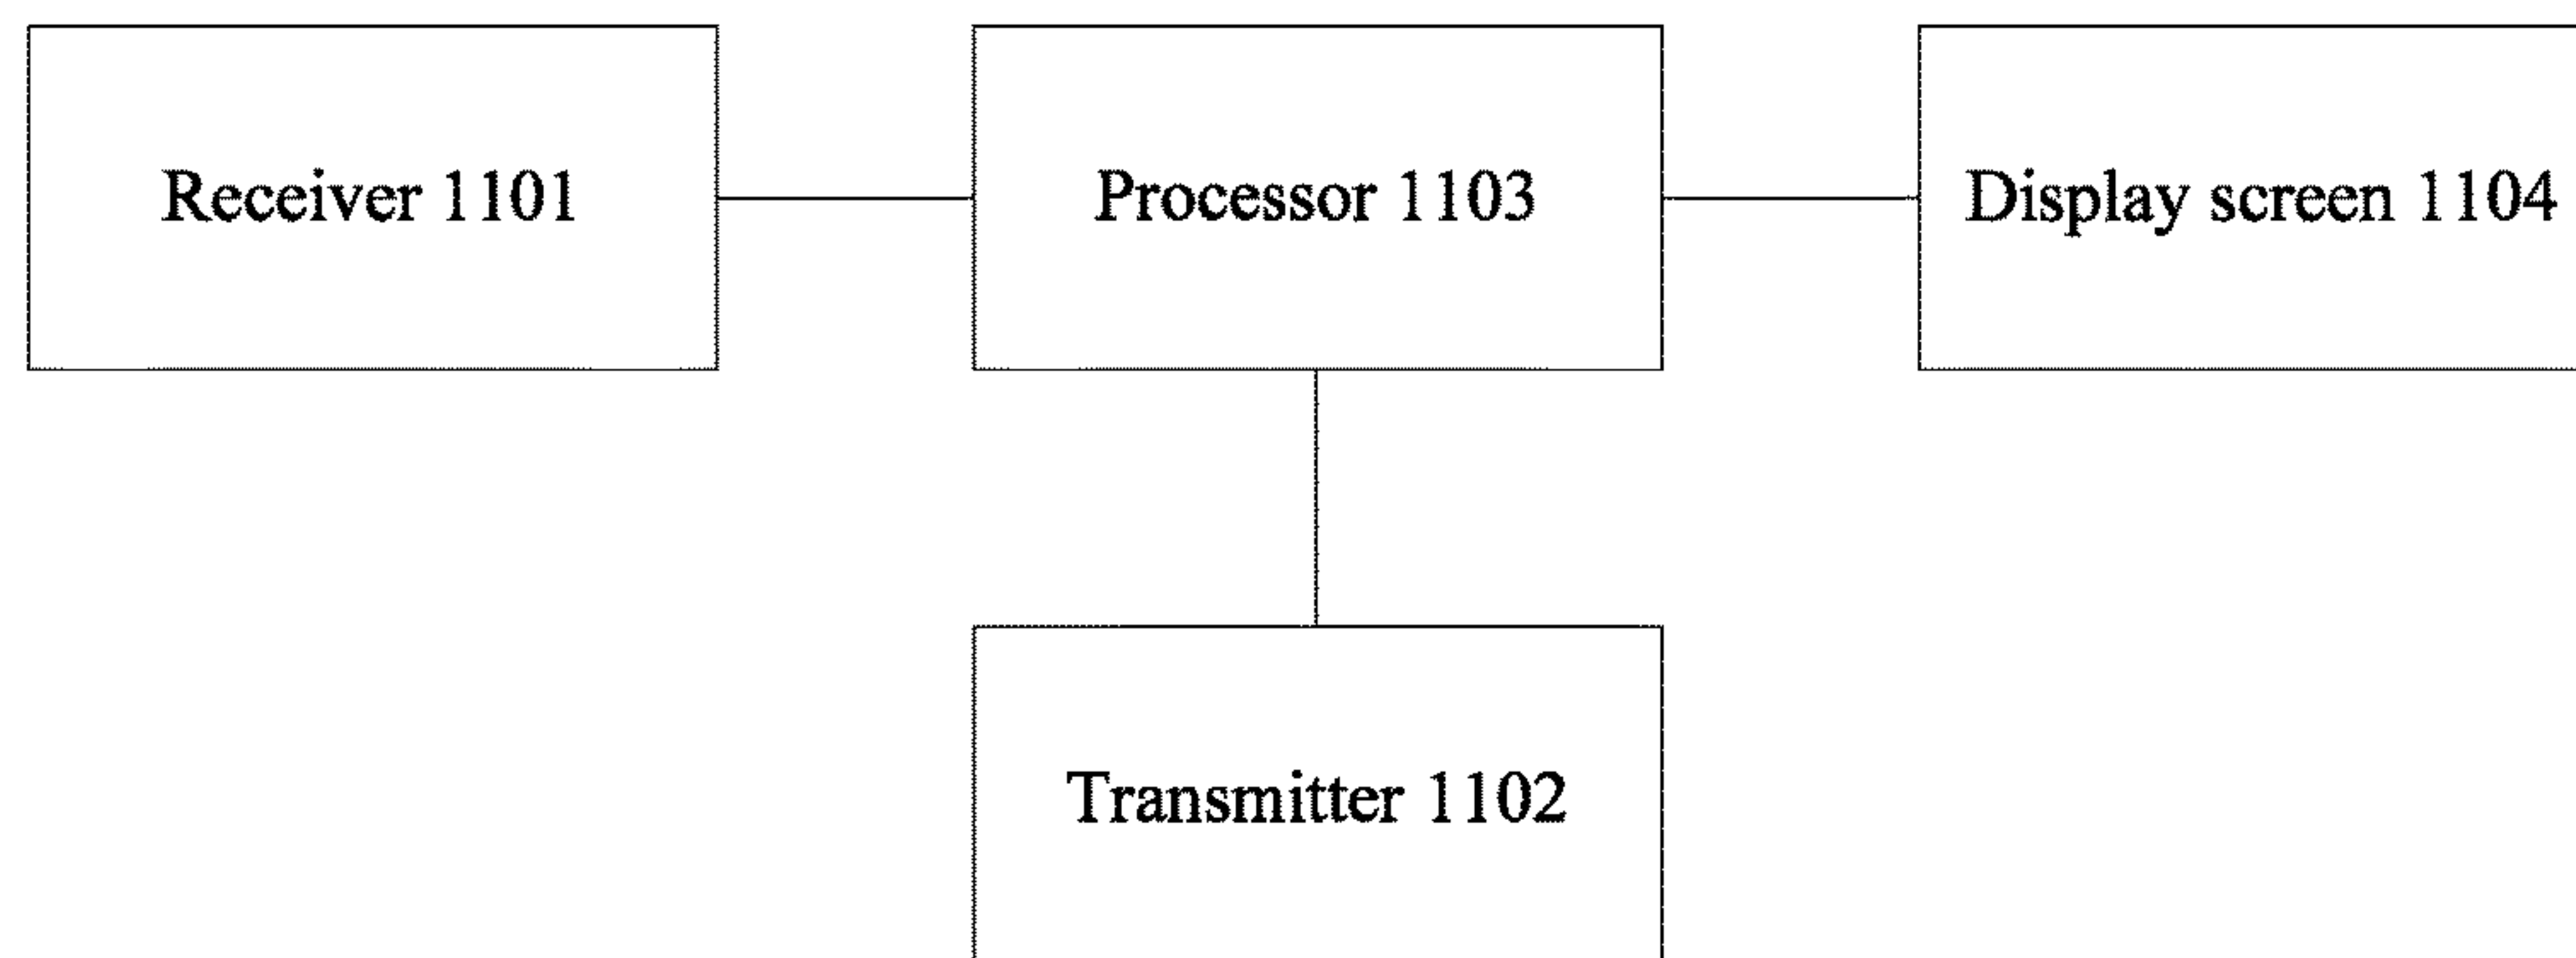 Receiver 1101
Processor 1103
Display screen 1104
Transmitter 1102